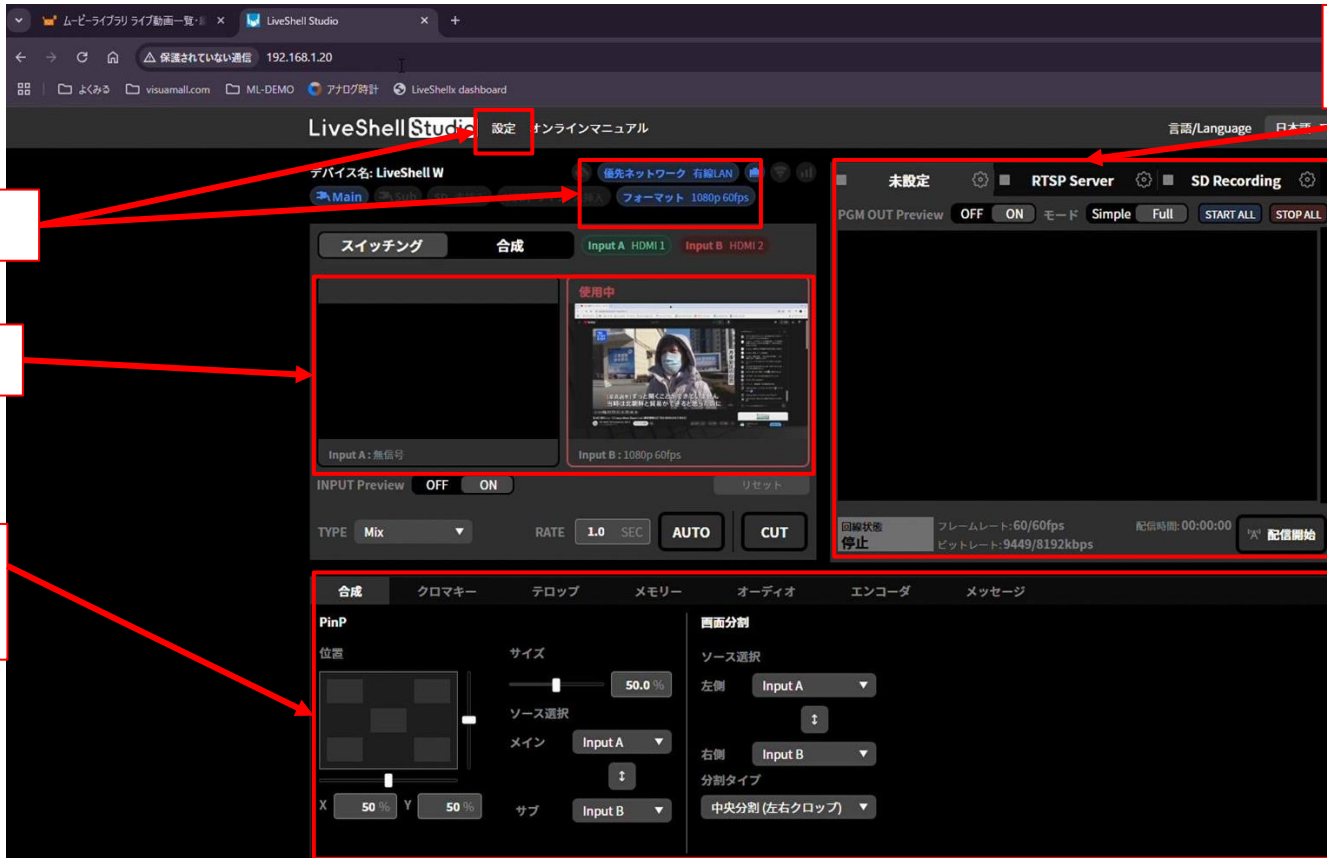 ムービーライブラリ ライブ動画一覧・
LiveShell Studio
保護されていない通信 192.168.1.20
よくみる visuamall.com ML-DEMO アナログ時計 LiveShellx dashboard
LiveShell Studio 設定 オンラインマニュアル 言語/Language 日本語
デバイス名: LiveShell W 優先ネットワーク 有線LAN
Main Sub フォーマット 1080p 60fps
未設定 RTSP Server SD Recording
PGM OUT Preview OFF ON モード Simple Full START ALL STOP ALL
スイッチング 合成 Input A HDMI 1 Input B HDMI 2
使用中
Input A : 無信号 Input B : 1080p 60fps
INPUT Preview OFF ON リセット
TYPE Mix RATE 1.0 SEC AUTO CUT
回線状態 フレームレート: 60/60fps 配信時間: 00:00:00 配信開始
停止 ビットレート: 9449/8192kbps
合成 クロマキー テロップ メモリー オーディオ エンコーダ メッセージ
PinP 画面分割
位置 サイズ ソース選択
50.0 % 左側 Input A
ソース選択
メイン Input A
右側 Input B
分割タイプ
X 50 % Y 50 % サブ Input B 中央分割 (左右クロップ)